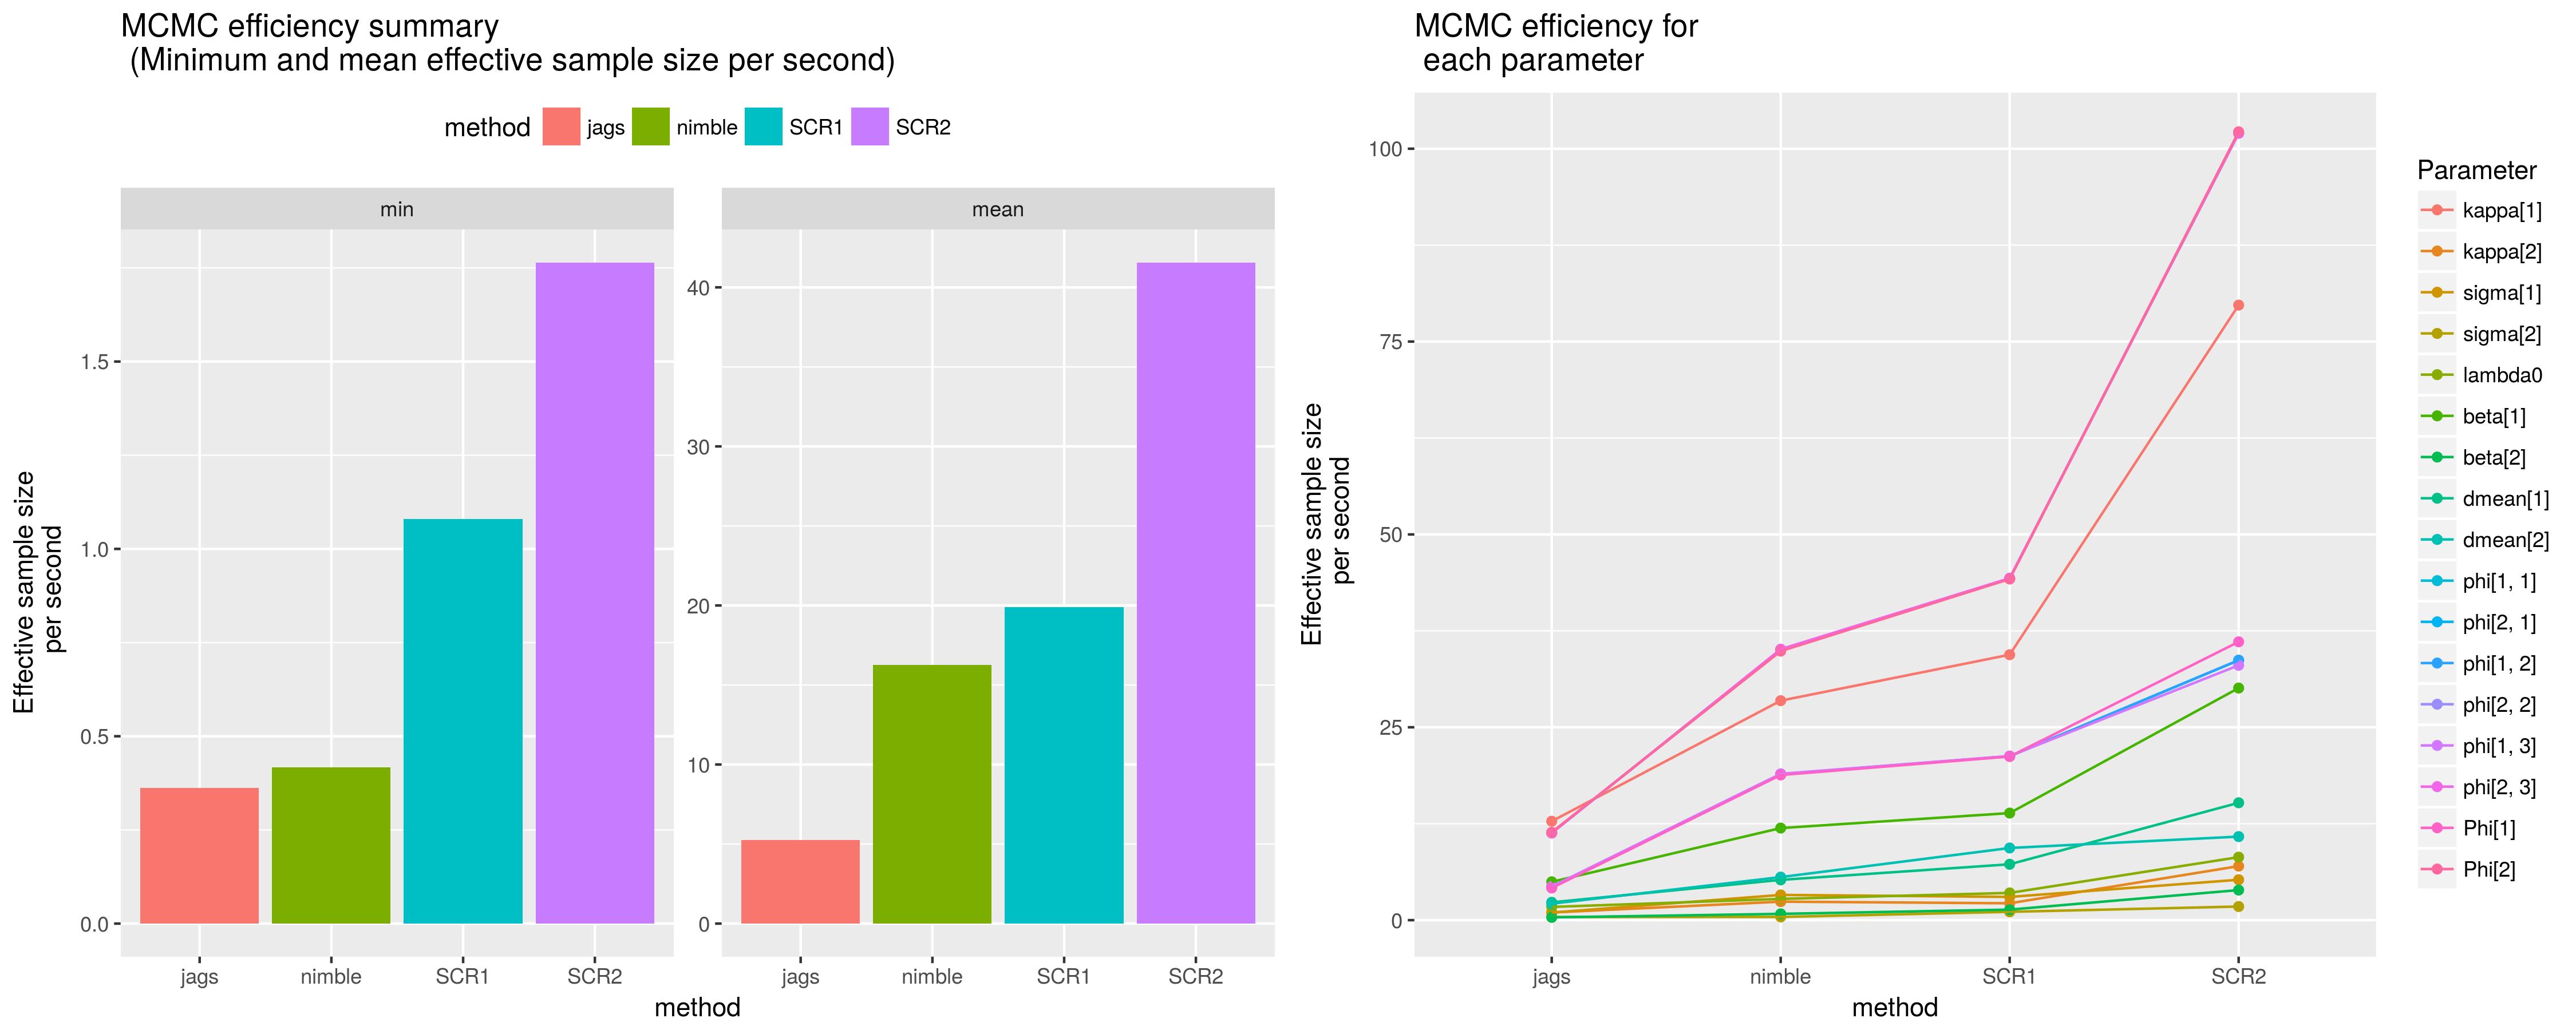 MCMC efficiency summary
(Minimum and mean effective sample size per second)
method jags nimble SCR1 SCR2
min
mean
Effective sample size
per second
1.5
1.0
0.5
0.0
40
30
20
10
0
jags nimble SCR1 SCR2
jags nimble SCR1 SCR2
method
MCMC efficiency for
each parameter
Effective sample size
per second
100
75
50
25
0
jags nimble SCR1 SCR2
method
Parameter
kappa[1]
kappa[2]
sigma[1]
sigma[2]
lambda0
beta[1]
beta[2]
dmean[1]
dmean[2]
phi[1, 1]
phi[2, 1]
phi[1, 2]
phi[2, 2]
phi[1, 3]
phi[2, 3]
Phi[1]
Phi[2]